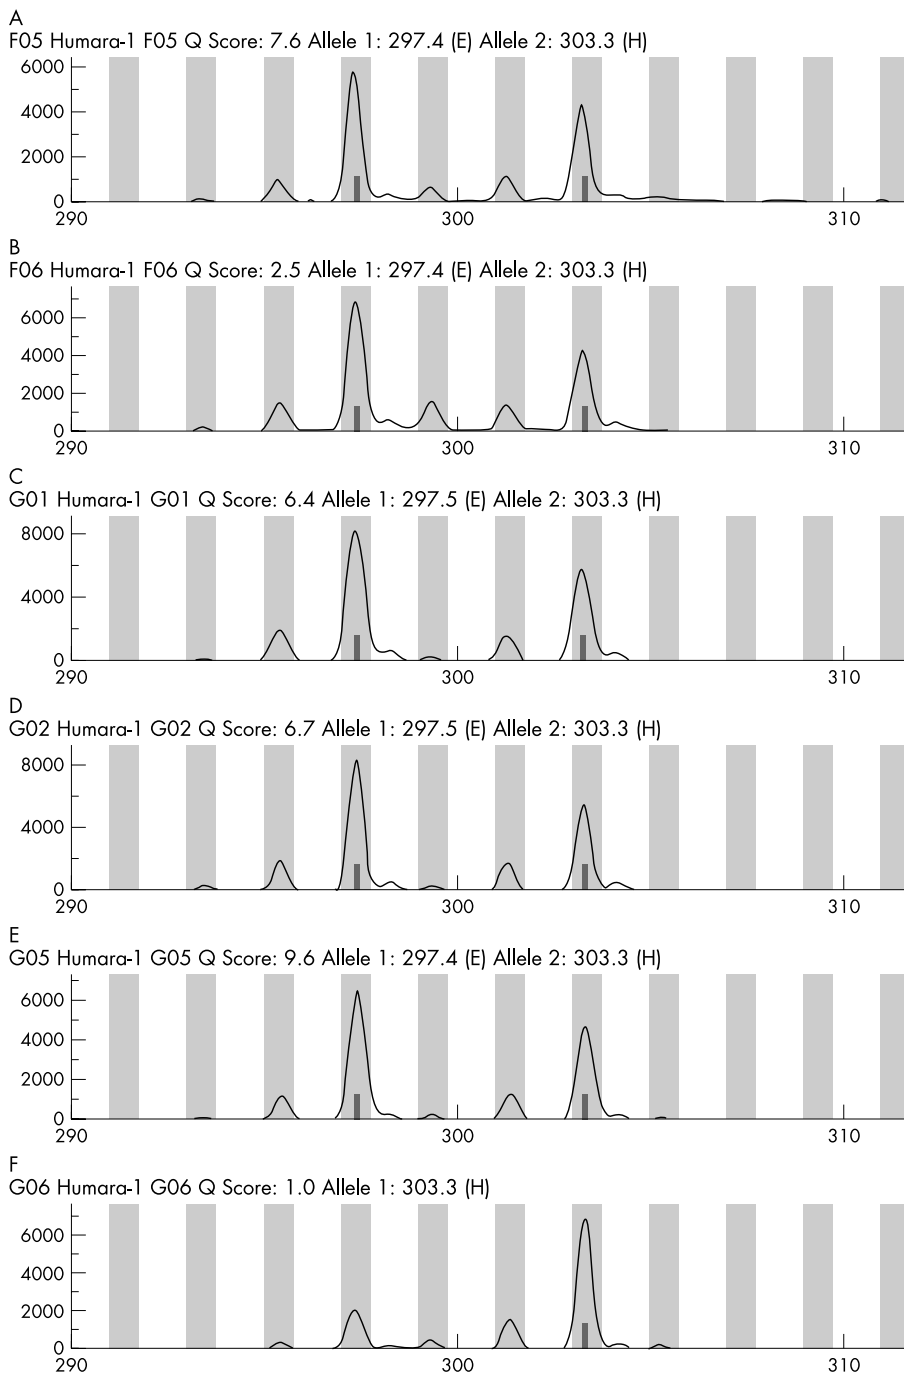 A
F05 Humara-1 F05 Q Score: 7.6 Allele 1: 297.4 (E) Allele 2: 303.3 (H)
6000
4000
2000
0
290 300 310
B
F06 Humara-1 F06 Q Score: 2.5 Allele 1: 297.4 (E) Allele 2: 303.3 (H)
6000
4000
2000
0
290 300 310
C
G01 Humara-1 G01 Q Score: 6.4 Allele 1: 297.5 (E) Allele 2: 303.3 (H)
8000
4000
0
290 300 310
D
G02 Humara-1 G02 Q Score: 6.7 Allele 1: 297.5 (E) Allele 2: 303.3 (H)
8000
4000
0
290 300 310
E
G05 Humara-1 G05 Q Score: 9.6 Allele 1: 297.4 (E) Allele 2: 303.3 (H)
6000
4000
2000
0
290 300 310
F
G06 Humara-1 G06 Q Score: 1.0 Allele 1: 303.3 (H)
6000
4000
2000
0
290 300 310